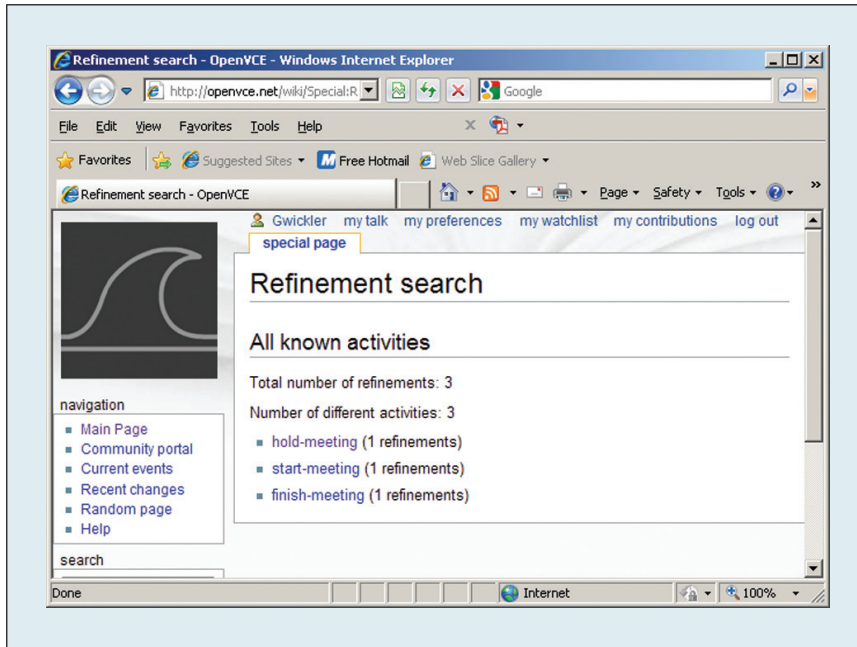 Refinement search - OpenVCE - Windows Internet Explorer
http://openvce.net/wiki/Special:R
Google
File Edit View Favorites Tools Help
x
Favorites Suggested Sites Free Hotmail Web Slice Gallery
Refinement search - OpenVCE Page Safety Tools »
Gwickler my talk my preferences my watchlist my contributions log out
special page
Refinement search
All known activities
Total number of refinements: 3
Number of different activities: 3
hold-meeting (1 refinements)
start-meeting (1 refinements)
finish-meeting (1 refinements)
navigation
Main Page
Community portal
Current events
Recent changes
Random page
Help
search
Done Internet 100%